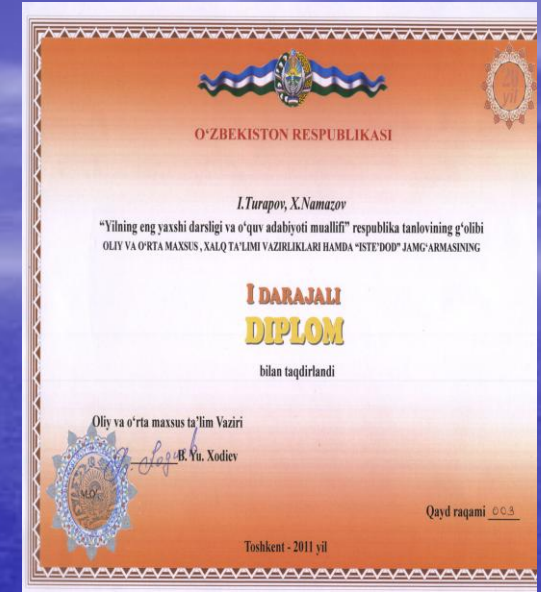 20
yil
O‘ZBEKISTON RESPUBLIKASI
I.Turapov, X.Namazov
“Yilning eng yaxshi darsligi va o‘quv adabiyoti muallifi” respublika tanlovining g‘olibi
OLIY VA O‘RTA MAXSUS , XALQ TA’LIMI VAZIRLIKLARI HAMDA “ISTE’DOD” JAMG‘ARMASINING
I DARAJALI
DIPLOM
bilan taqdirlandi
Oliy va o‘rta maxsus ta’lim Vaziri
B. Yu. Xodiev
M.O‘.
Qayd raqami 003
Toshkent - 2011 yil